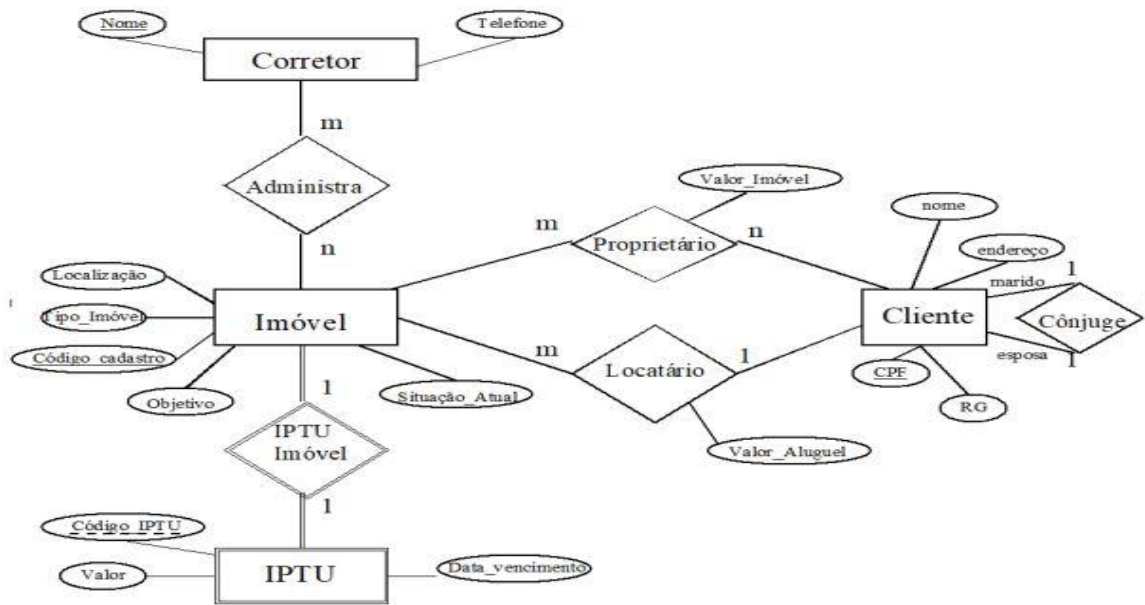 Nome
Telefone
Corretor
m
Administra
n
Valor_Imóvel
nome
m
Proprietário
n
endereço
Localização
marido
1
Tipo_Imóvel
Imóvel
Cliente
Cônjuge
Código_cadastro
m
Locatário
1
esposa
1
CPF
1
Situação_Atual
Objetivo
RG
IPTU
Imóvel
Valor_Aluguel
1
Código_IPTU
Valor
IPTU
Data_vencimento